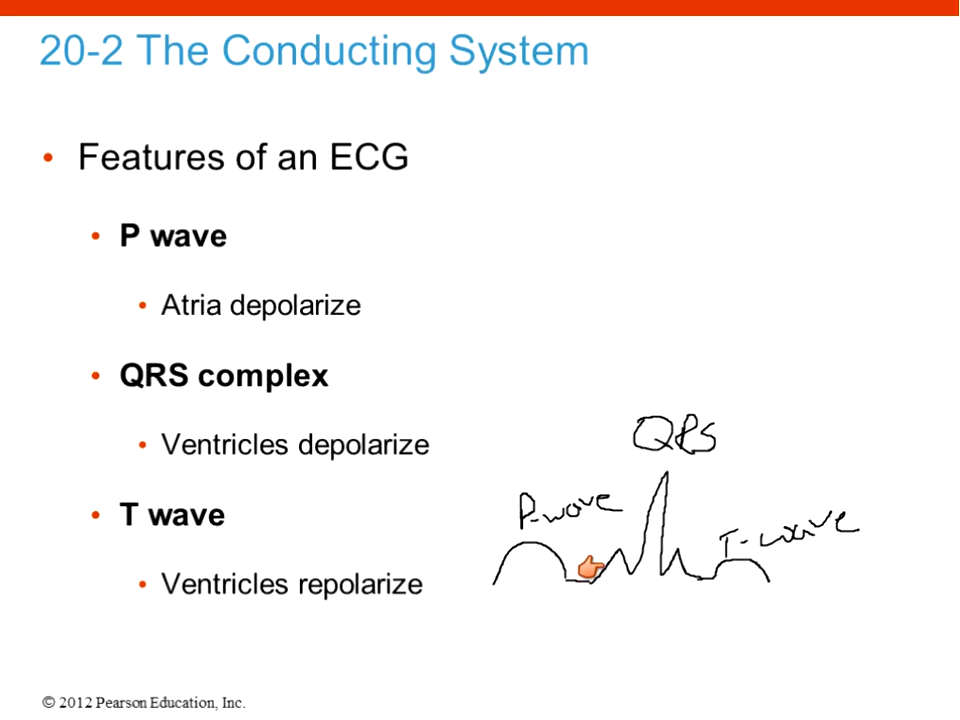 20-2 The Conducting System
• Features of an ECG
• P wave
• Atria depolarize
• QRS complex
• Ventricles depolarize
QRS
• T wave
P-wave
T-wave
• Ventricles repolarize
© 2012 Pearson Education, Inc.